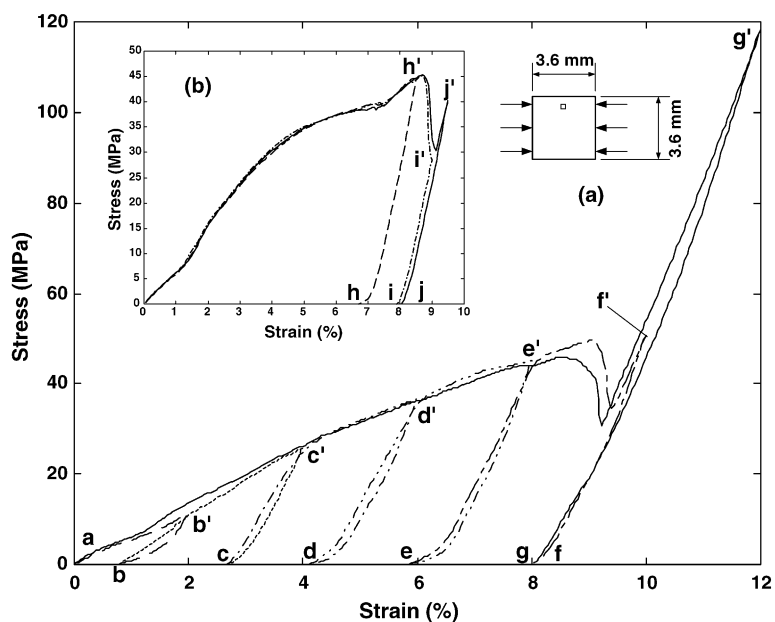 120
100
80
60
40
20
0
Stress (MPa)
0
2
4
6
8
10
12
Strain (%)
a
b
b'
c
c'
d
d'
e
e'
g
f
f'
g'
(b)
50
45
40
35
30
25
20
15
10
5
0
Stress (MPa)
0
1
2
3
4
5
6
7
8
9
10
Strain (%)
h'
j'
i'
h
i
j
3.6 mm
3.6 mm
(a)